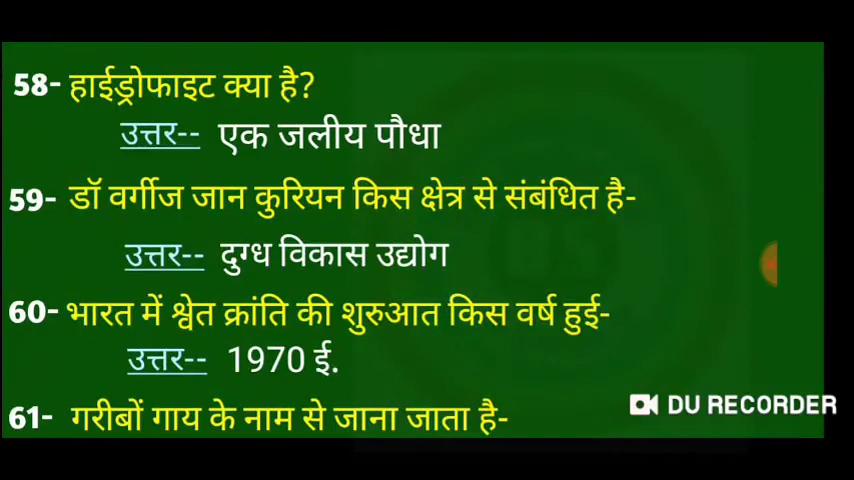 58- हाईड्रोफाइट क्या है?
उत्तर-- एक जलीय पौधा
59- डॉ वर्गीज जान कुरियन किस क्षेत्र से संबंधित है-
उत्तर-- दुग्ध विकास उद्योग
60- भारत में श्वेत क्रांति की शुरुआत किस वर्ष हुई-
उत्तर-- 1970 ई.
61- गरीबों गाय के नाम से जाना जाता है-
DU RECORDER